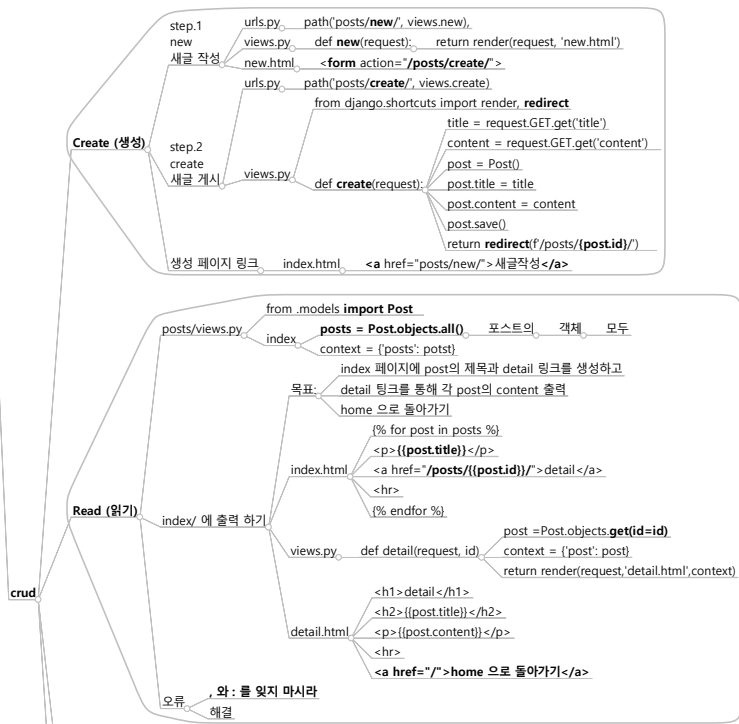 crud
Create (생성)
step.1
new
새글 작성
urls.py
path('posts/new/', views.new),
views.py
def new(request):
return render(request, 'new.html')
new.html
<form action="/posts/create/">
step.2
create
새글 게시
urls.py
path('posts/create/', views.create)
views.py
from django.shortcuts import render, redirect
def create(request):
title = request.GET.get('title')
content = request.GET.get('content')
post = Post()
post.title = title
post.content = content
post.save()
return redirect(f'/posts/{post.id}/')
생성 페이지 링크
index.html
<a href="posts/new/">새글작성</a>
Read (읽기)
posts/views.py
from .models import Post
index
posts = Post.objects.all()
포스트의
객체
모두
context = {'posts': potst}
index/ 에 출력 하기
목표:
index 페이지에 post의 제목과 detail 링크를 생성하고
detail 팅크를 통해 각 post의 content 출력
home 으로 돌아가기
index.html
{% for post in posts %}
<p>{{post.title}}</p>
<a href="/posts/{{post.id}}/">detail</a>
<hr>
{% endfor %}
views.py
def detail(request, id)
post =Post.objects.get(id=id)
context = {'post': post}
return render(request,'detail.html',context)
detail.html
<h1>detail</h1>
<h2>{{post.title}}</h2>
<p>{{post.content}}</p>
<hr>
<a href="/">home 으로 돌아가기</a>
오류
, 와 : 를 잊지 마시라
해결